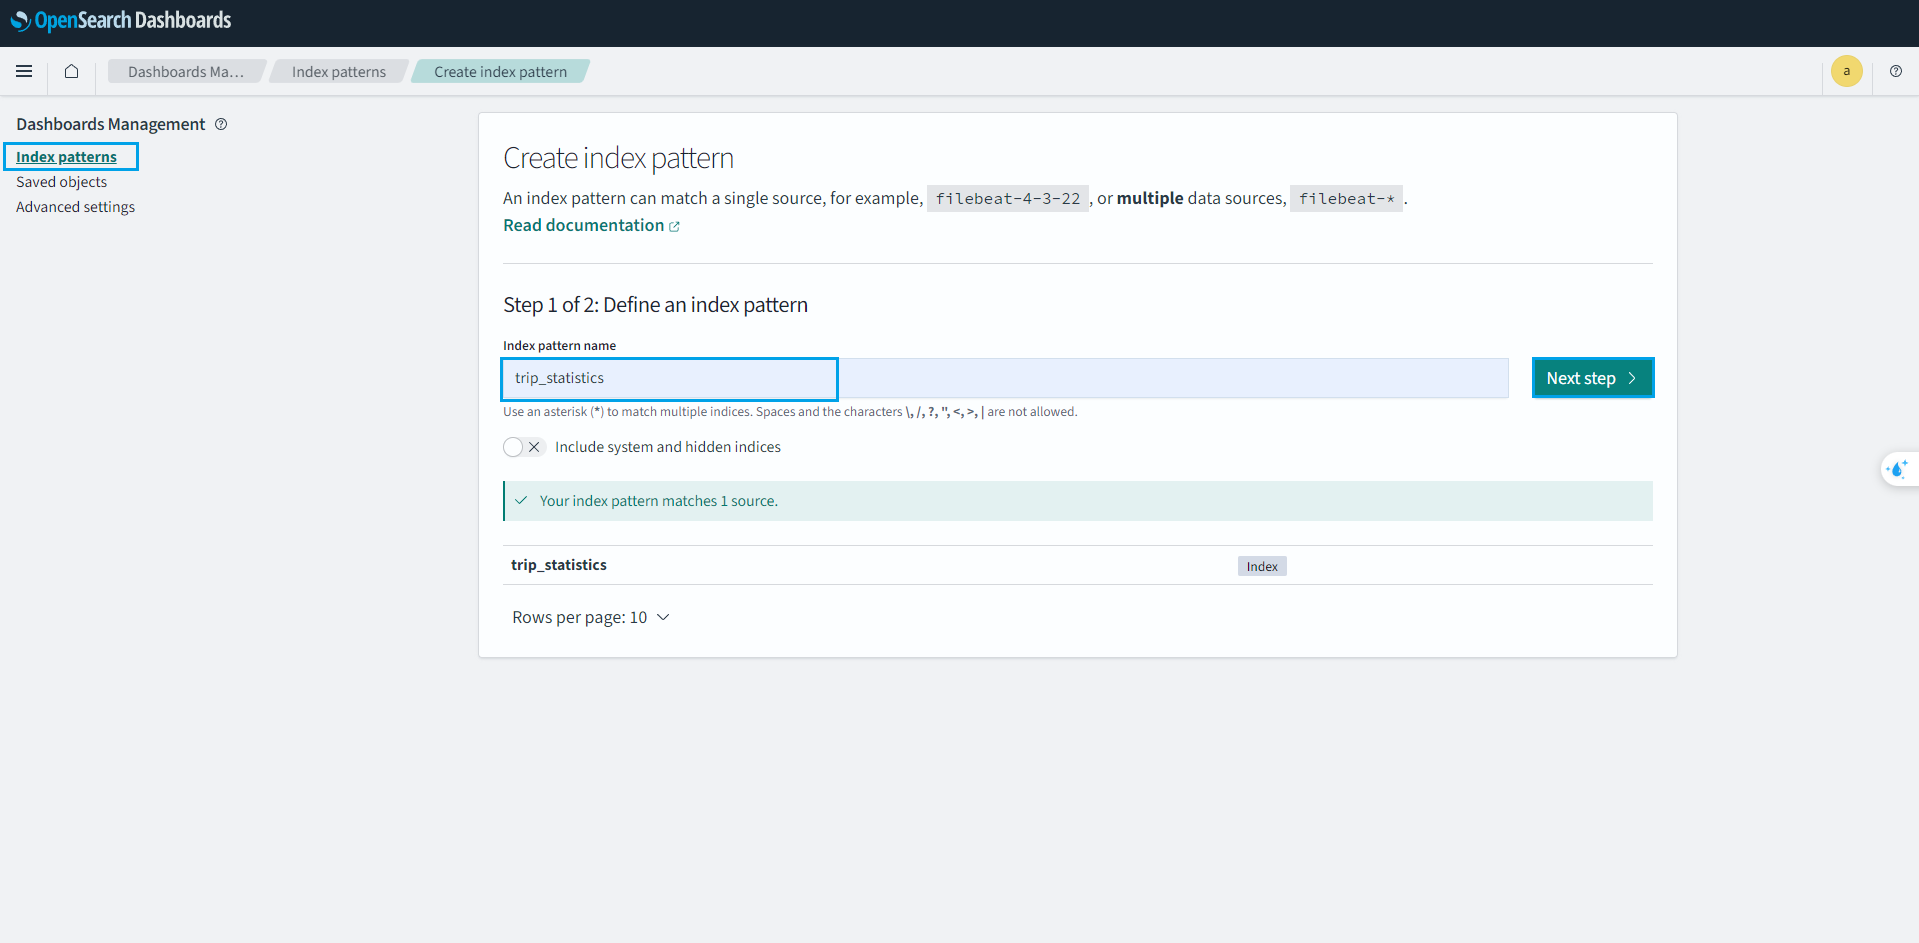 OpenSearch Dashboards
Dashboards Ma...
Index patterns
Create index pattern
a
Dashboards Management
Index patterns
Saved objects
Advanced settings
Create index pattern
An index pattern can match a single source, for example, filebeat-4-3-22 , or multiple data sources, filebeat-* .
Read documentation
Step 1 of 2: Define an index pattern
Index pattern name
trip_statistics
Next step
Use an asterisk (*) to match multiple indices. Spaces and the characters \, /, ?, ", <, >, | are not allowed.
Include system and hidden indices
Your index pattern matches 1 source.
trip_statistics
Index
Rows per page: 10